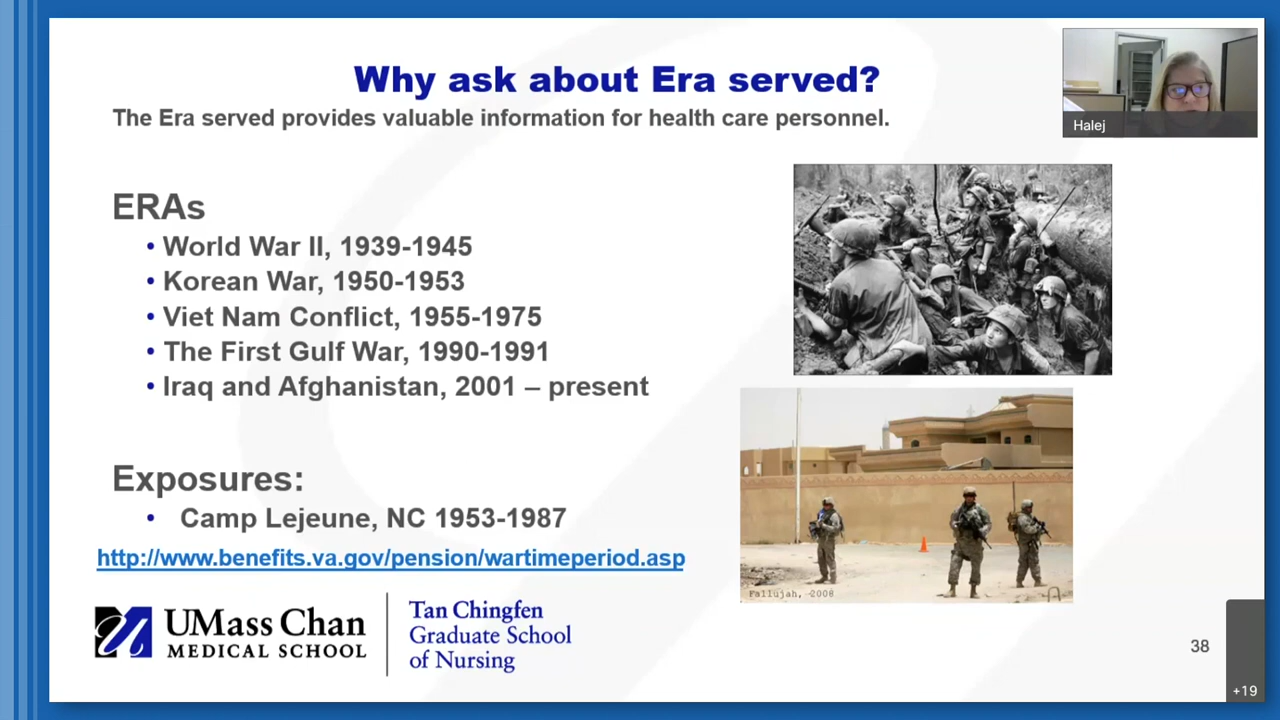 Why ask about Era served?
The Era served provides valuable information for health care personnel.
Halej
ERAs
• World War II, 1939-1945
• Korean War, 1950-1953
• Viet Nam Conflict, 1955-1975
• The First Gulf War, 1990-1991
• Iraq and Afghanistan, 2001 – present
Exposures:
• Camp Lejeune, NC 1953-1987
http://www.benefits.va.gov/pension/wartimeperiod.asp
Fallujah, 2008
UMass Chan
MEDICAL SCHOOL
Tan Chingfen
Graduate School
of Nursing
38
+19